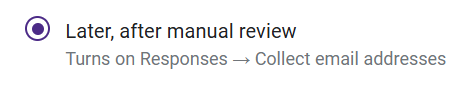 Later, after manual review
Turns on Responses → Collect email addresses